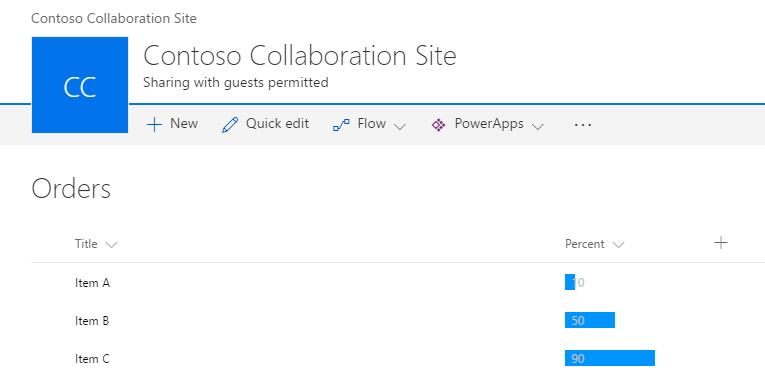 Contoso Collaboration Site
CC
Contoso Collaboration Site
Sharing with guests permitted
New Quick edit Flow PowerApps ...
Orders
Title Percent
Item A 10
Item B 50
Item C 90